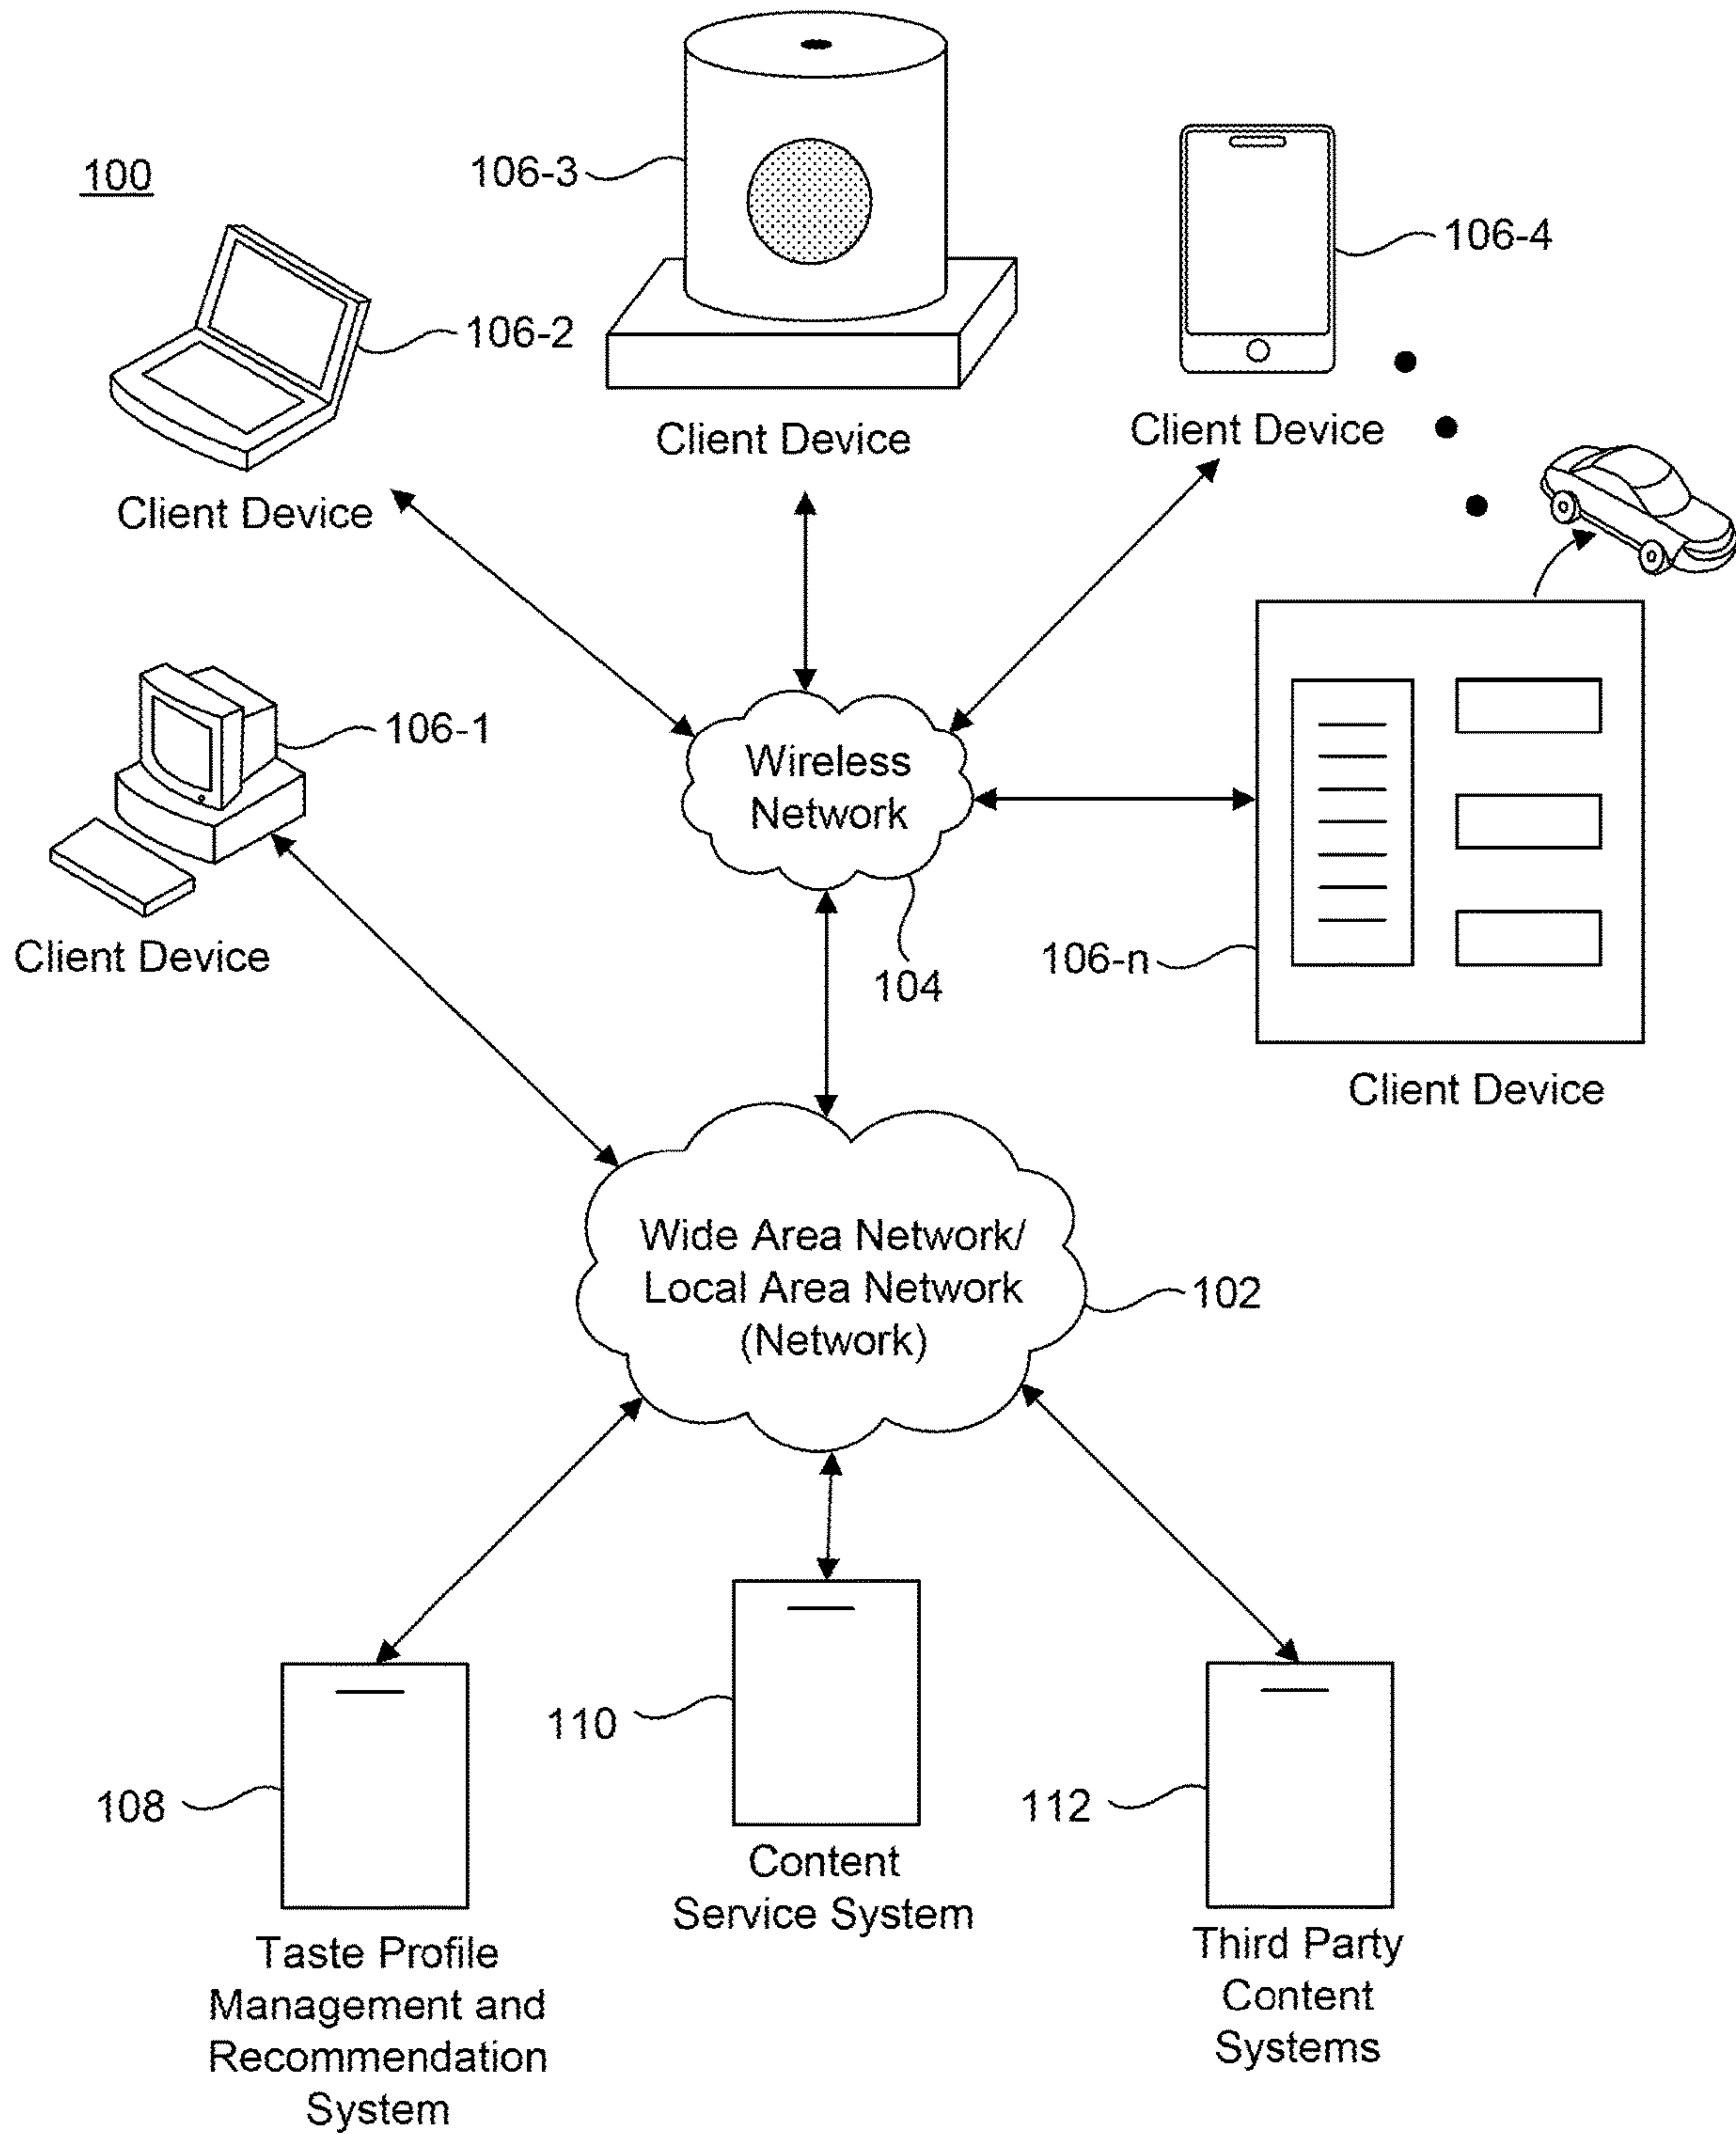 100
106-3
106-4
106-2
Client Device
Client Device
Client Device
106-1
Wireless
Network
Client Device
104
106-n
Client Device
Wide Area Network/
Local Area Network
(Network)
102
110
108
112
Content
Service System
Taste Profile
Management and
Recommendation
System
Third Party
Content
Systems